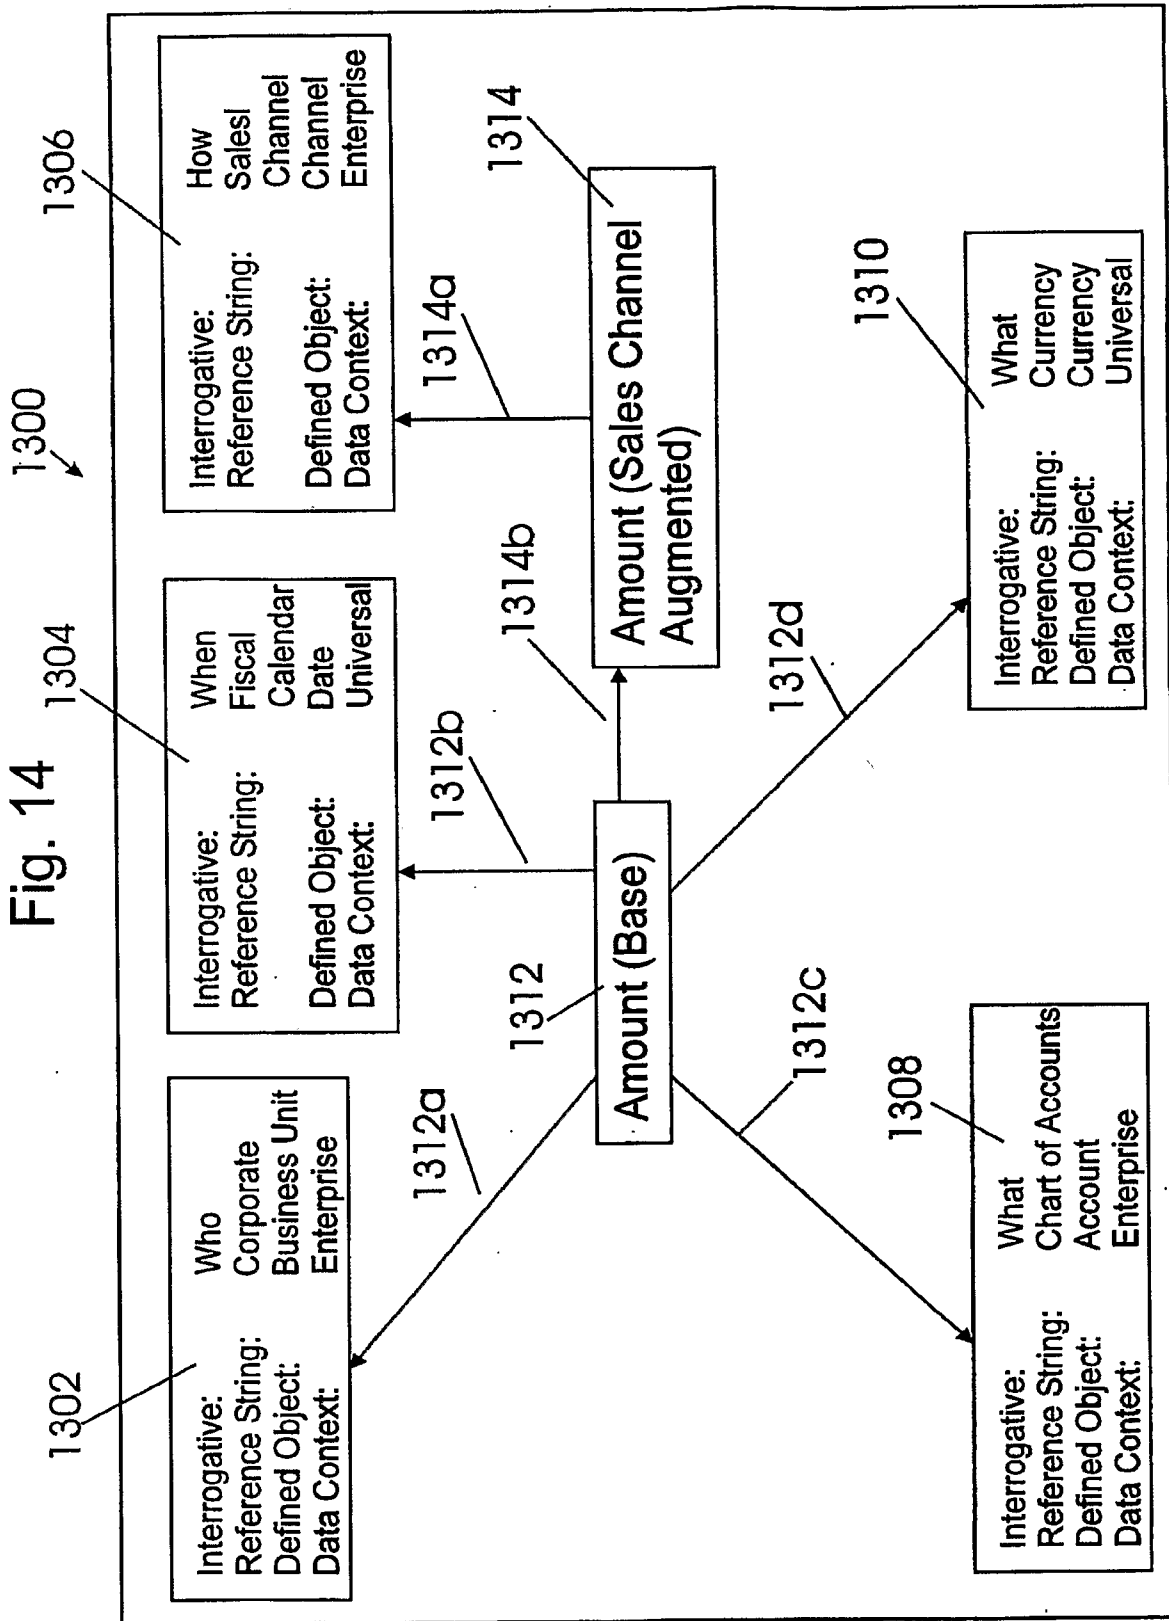 Fig. 14
1300
1302
1304
1306
Interrogative: Who
Reference String: Corporate
Defined Object: Business Unit
Data Context: Enterprise
Interrogative: When
Reference String: Fiscal
Calendar
Defined Object: Date
Data Context: Universal
Interrogative: How
Reference String: Salesl
Channel
Defined Object: Channel
Data Context: Enterprise
1312a
1312b
1314a
1312
1314b
1314
Amount (Base)
Amount (Sales Channel
Augmented)
1312c
1312d
1308
1310
Interrogative: What
Reference String: Chart of Accounts
Defined Object: Account
Data Context: Enterprise
Interrogative: What
Reference String: Currency
Defined Object: Currency
Data Context: Universal